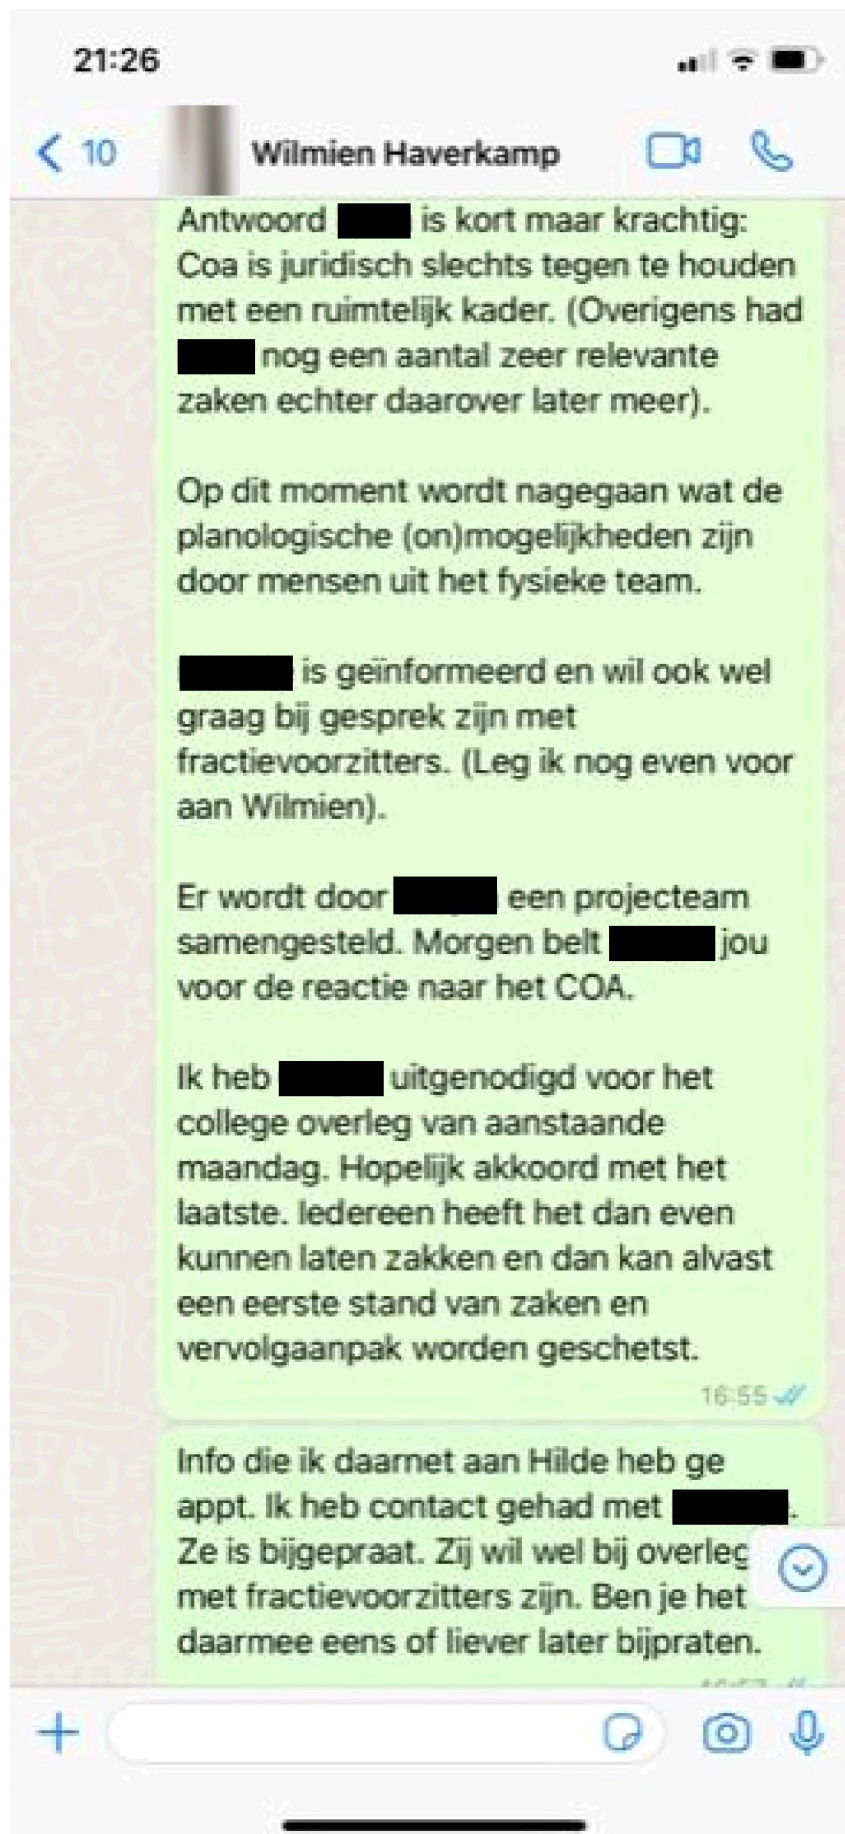 21:26
10
Wilmien Haverkamp
Antwoord is kort maar krachtig:
Coa is juridisch slechts tegen te houden
met een ruimtelijk kader. (Overigens had
nog een aantal zeer relevante
zaken echter daarover later meer).
Op dit moment wordt nagegaan wat de
planologische (on)mogelijkheden zijn
door mensen uit het fysieke team.
is geïnformeerd en wil ook wel
graag bij gesprek zijn met
fractievoorzitters. (Leg ik nog even voor
aan Wilmien).
Er wordt door een projecteam
samengesteld. Morgen belt jou
voor de reactie naar het COA.
Ik heb uitgenodigd voor het
college overleg van aanstaande
maandag. Hopelijk akkoord met het
laatste. Iedereen heeft het dan even
kunnen laten zakken en dan kan alvast
een eerste stand van zaken en
vervolgaanpak worden geschetst.
16:55
Info die ik daarnet aan Hilde heb ge
appt. Ik heb contact gehad met .
Ze is bijgepraat. Zij wil wel bij overleg
met fractievoorzitters zijn. Ben je het
daarmee eens of liever later bijpraten.